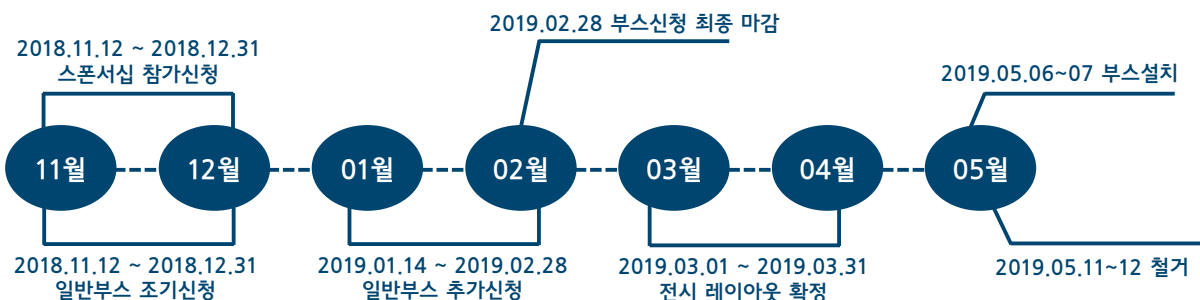 2019.02.28 부스신청 최종 마감
2018.11.12 ~ 2018.12.31
스폰서십 참가신청
2019.05.06~07 부스설치
11월
12월
01월
02월
03월
04월
05월
2018.11.12 ~ 2018.12.31
일반부스 조기신청
2019.01.14 ~ 2019.02.28
일반부스 추가신청
2019.03.01 ~ 2019.03.31
전시 레이아웃 확정
2019.05.11~12 철거